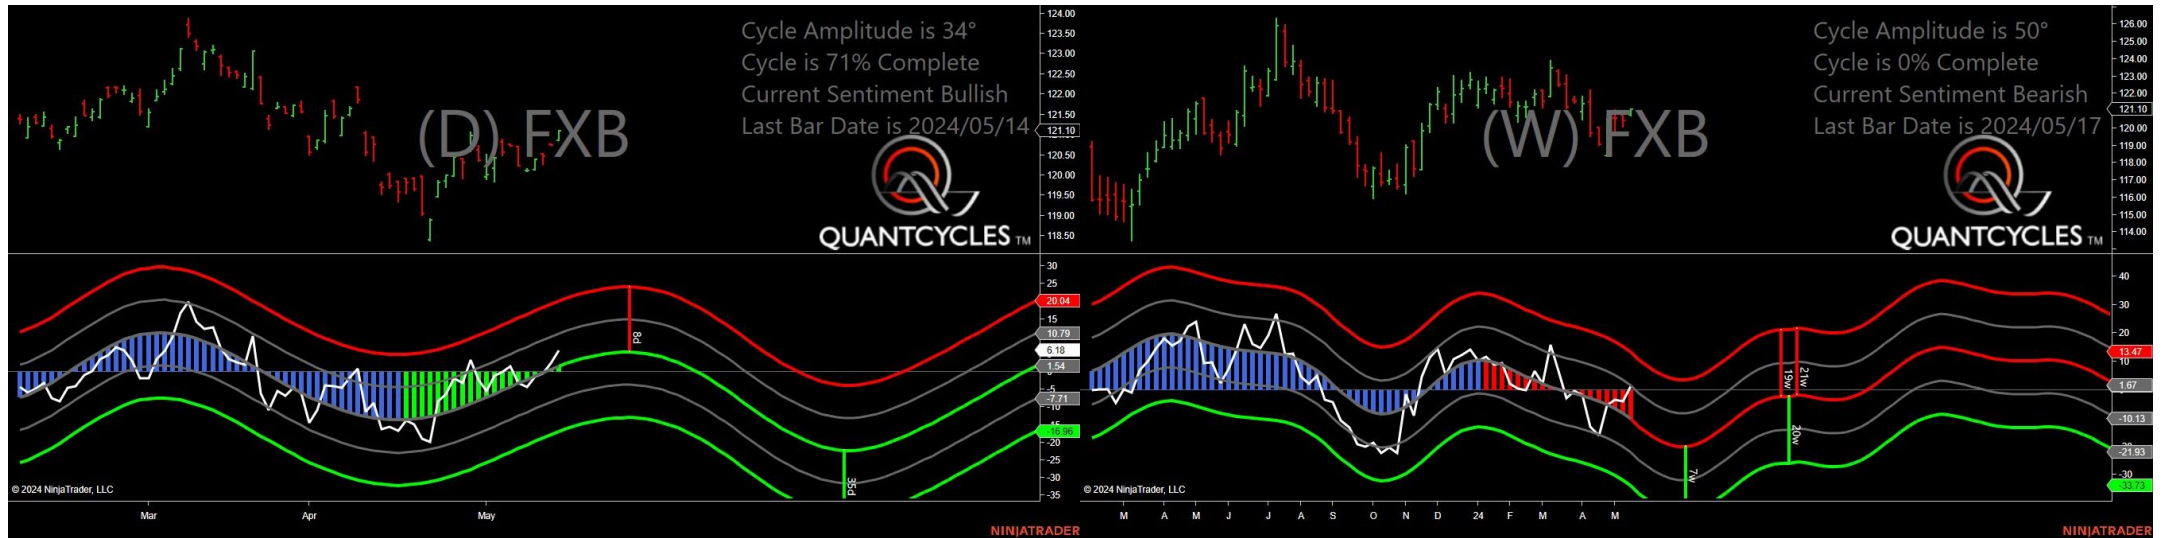 Cycle Amplitude is 34°
Cycle is 71% Complete
Current Sentiment Bullish
Last Bar Date is 2024/05/14
(D) FXB
QUANTCYCLES TM
124.00
123.50
123.00
122.50
122.00
121.50
121.10
120.50
120.00
119.50
119.00
118.50
30
25
20.04
15
10.79
6.18
1.54
-5
-7.71
-10
-16.96
-20
-25
-30
-35
8d
35d
© 2024 NinjaTrader, LLC
Mar
Apr
May
NINJATRADER
Cycle Amplitude is 50°
Cycle is 0% Complete
Current Sentiment Bearish
Last Bar Date is 2024/05/17
(W) FXB
QUANTCYCLES TM
126.00
125.00
124.00
123.00
122.00
121.10
120.00
119.00
118.00
117.00
116.00
115.00
114.00
40
30
20
13.47
10
1.67
-10.13
-21.93
-30
-33.73
7w
19w
21w
20w
© 2024 NinjaTrader, LLC
M A M J J A S O N D 24 F M A M
NINJATRADER